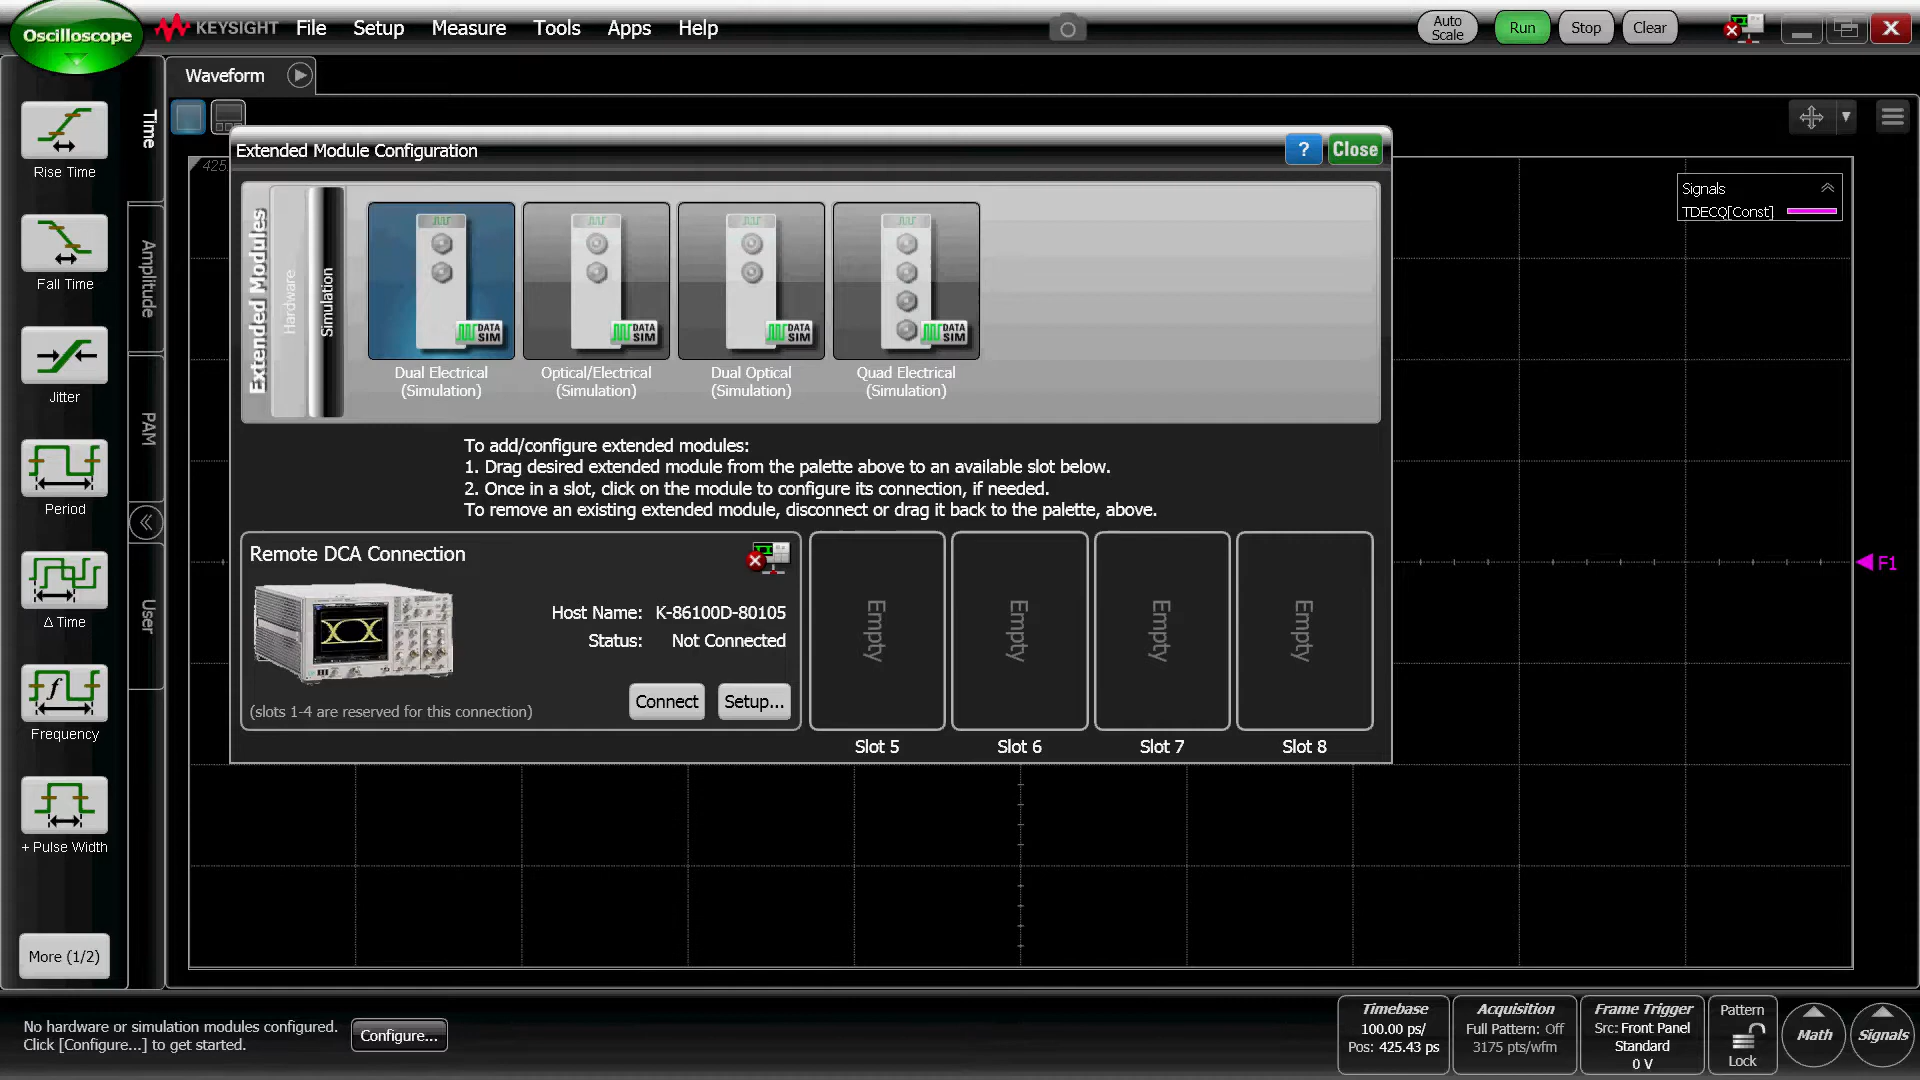 Oscilloscope
KEYSIGHT
File
Setup
Measure
Tools
Apps
Help
Auto
Scale
Run
Stop
Clear
Waveform
Time
Amplitude
PAM
User
Rise Time
Fall Time
Jitter
Period
Δ Time
Frequency
+ Pulse Width
More (1/2)
425.
Signals
TDECQ[Const]
F1
Extended Module Configuration
?
Close
Extended Modules
Hardware
Simulation
DATA
SIM
Dual Electrical
(Simulation)
DATA
SIM
Optical/Electrical
(Simulation)
DATA
SIM
Dual Optical
(Simulation)
DATA
SIM
Quad Electrical
(Simulation)
To add/configure extended modules:
1. Drag desired extended module from the palette above to an available slot below.
2. Once in a slot, click on the module to configure its connection, if needed.
To remove an existing extended module, disconnect or drag it back to the palette, above.
Remote DCA Connection
Host Name: K-86100D-80105
Status: Not Connected
(slots 1-4 are reserved for this connection)
Connect
Setup...
Empty
Empty
Empty
Empty
Slot 5
Slot 6
Slot 7
Slot 8
No hardware or simulation modules configured.
Click [Configure...] to get started.
Configure...
Timebase
100.00 ps/
Pos: 425.43 ps
Acquisition
Full Pattern: Off
3175 pts/wfm
Frame Trigger
Src: Front Panel
Standard
0 V
Pattern
Lock
Math
Signals